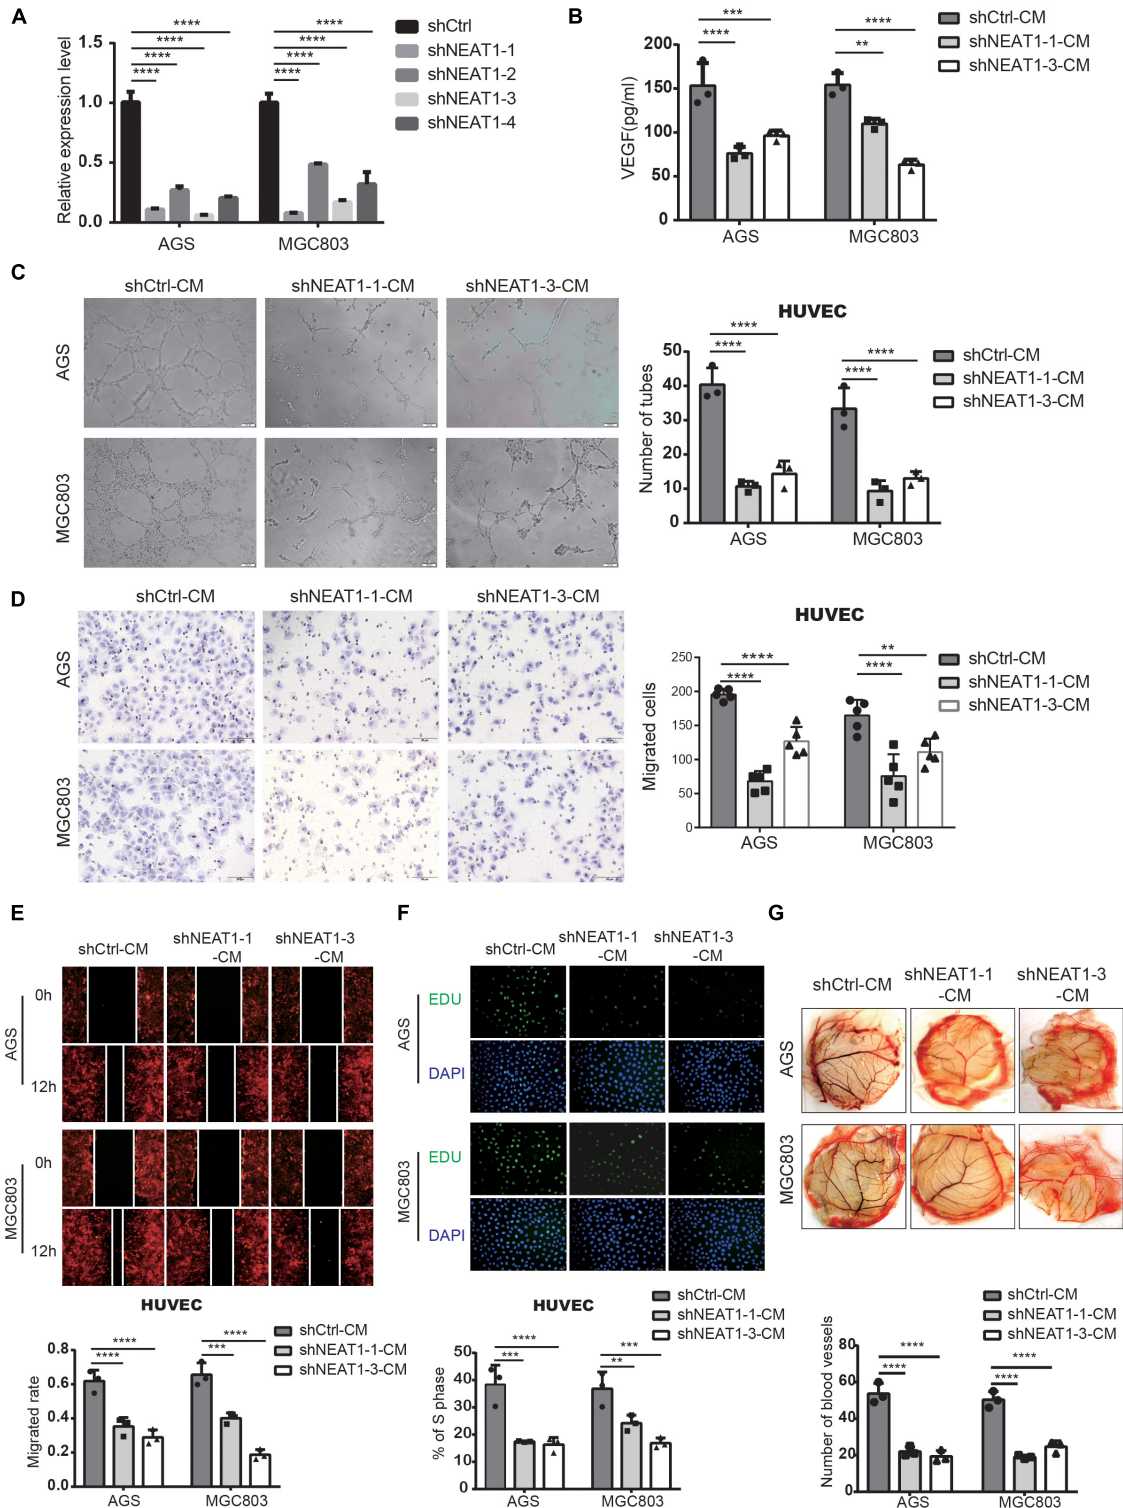 A
****
****
****
****
****
****
****
****
shCtrl
shNEAT1-1
shNEAT1-2
shNEAT1-3
shNEAT1-4
Relative expression level
1.5
1.0
0.5
0.0
AGS
MGC803
B
***
****
****
**
shCtrl-CM
shNEAT1-1-CM
shNEAT1-3-CM
VEGF(pg/ml)
200
150
100
50
0
AGS
MGC803
C
shCtrl-CM
shNEAT1-1-CM
shNEAT1-3-CM
AGS
MGC803
HUVEC
****
****
****
****
shCtrl-CM
shNEAT1-1-CM
shNEAT1-3-CM
Number of tubes
50
40
30
20
10
0
AGS
MGC803
D
shCtrl-CM
shNEAT1-1-CM
shNEAT1-3-CM
AGS
MGC803
HUVEC
****
****
**
****
shCtrl-CM
shNEAT1-1-CM
shNEAT1-3-CM
Migrated cells
250
200
150
100
50
0
AGS
MGC803
E
shCtrl-CM
shNEAT1-1
-CM
shNEAT1-3
-CM
AGS
0h
12h
MGC803
0h
12h
HUVEC
****
****
****
***
shCtrl-CM
shNEAT1-1-CM
shNEAT1-3-CM
Migrated rate
0.8
0.6
0.4
0.2
0.0
AGS
MGC803
F
shCtrl-CM
shNEAT1-1
-CM
shNEAT1-3
-CM
AGS
EDU
DAPI
MGC803
EDU
DAPI
HUVEC
****
***
***
**
shCtrl-CM
shNEAT1-1-CM
shNEAT1-3-CM
% of S phase
50
40
30
20
10
0
AGS
MGC803
G
shCtrl-CM
shNEAT1-1
-CM
shNEAT1-3
-CM
AGS
MGC803
shCtrl-CM
shNEAT1-1-CM
shNEAT1-3-CM
****
****
****
****
Number of blood vessels
80
60
40
20
0
AGS
MGC803